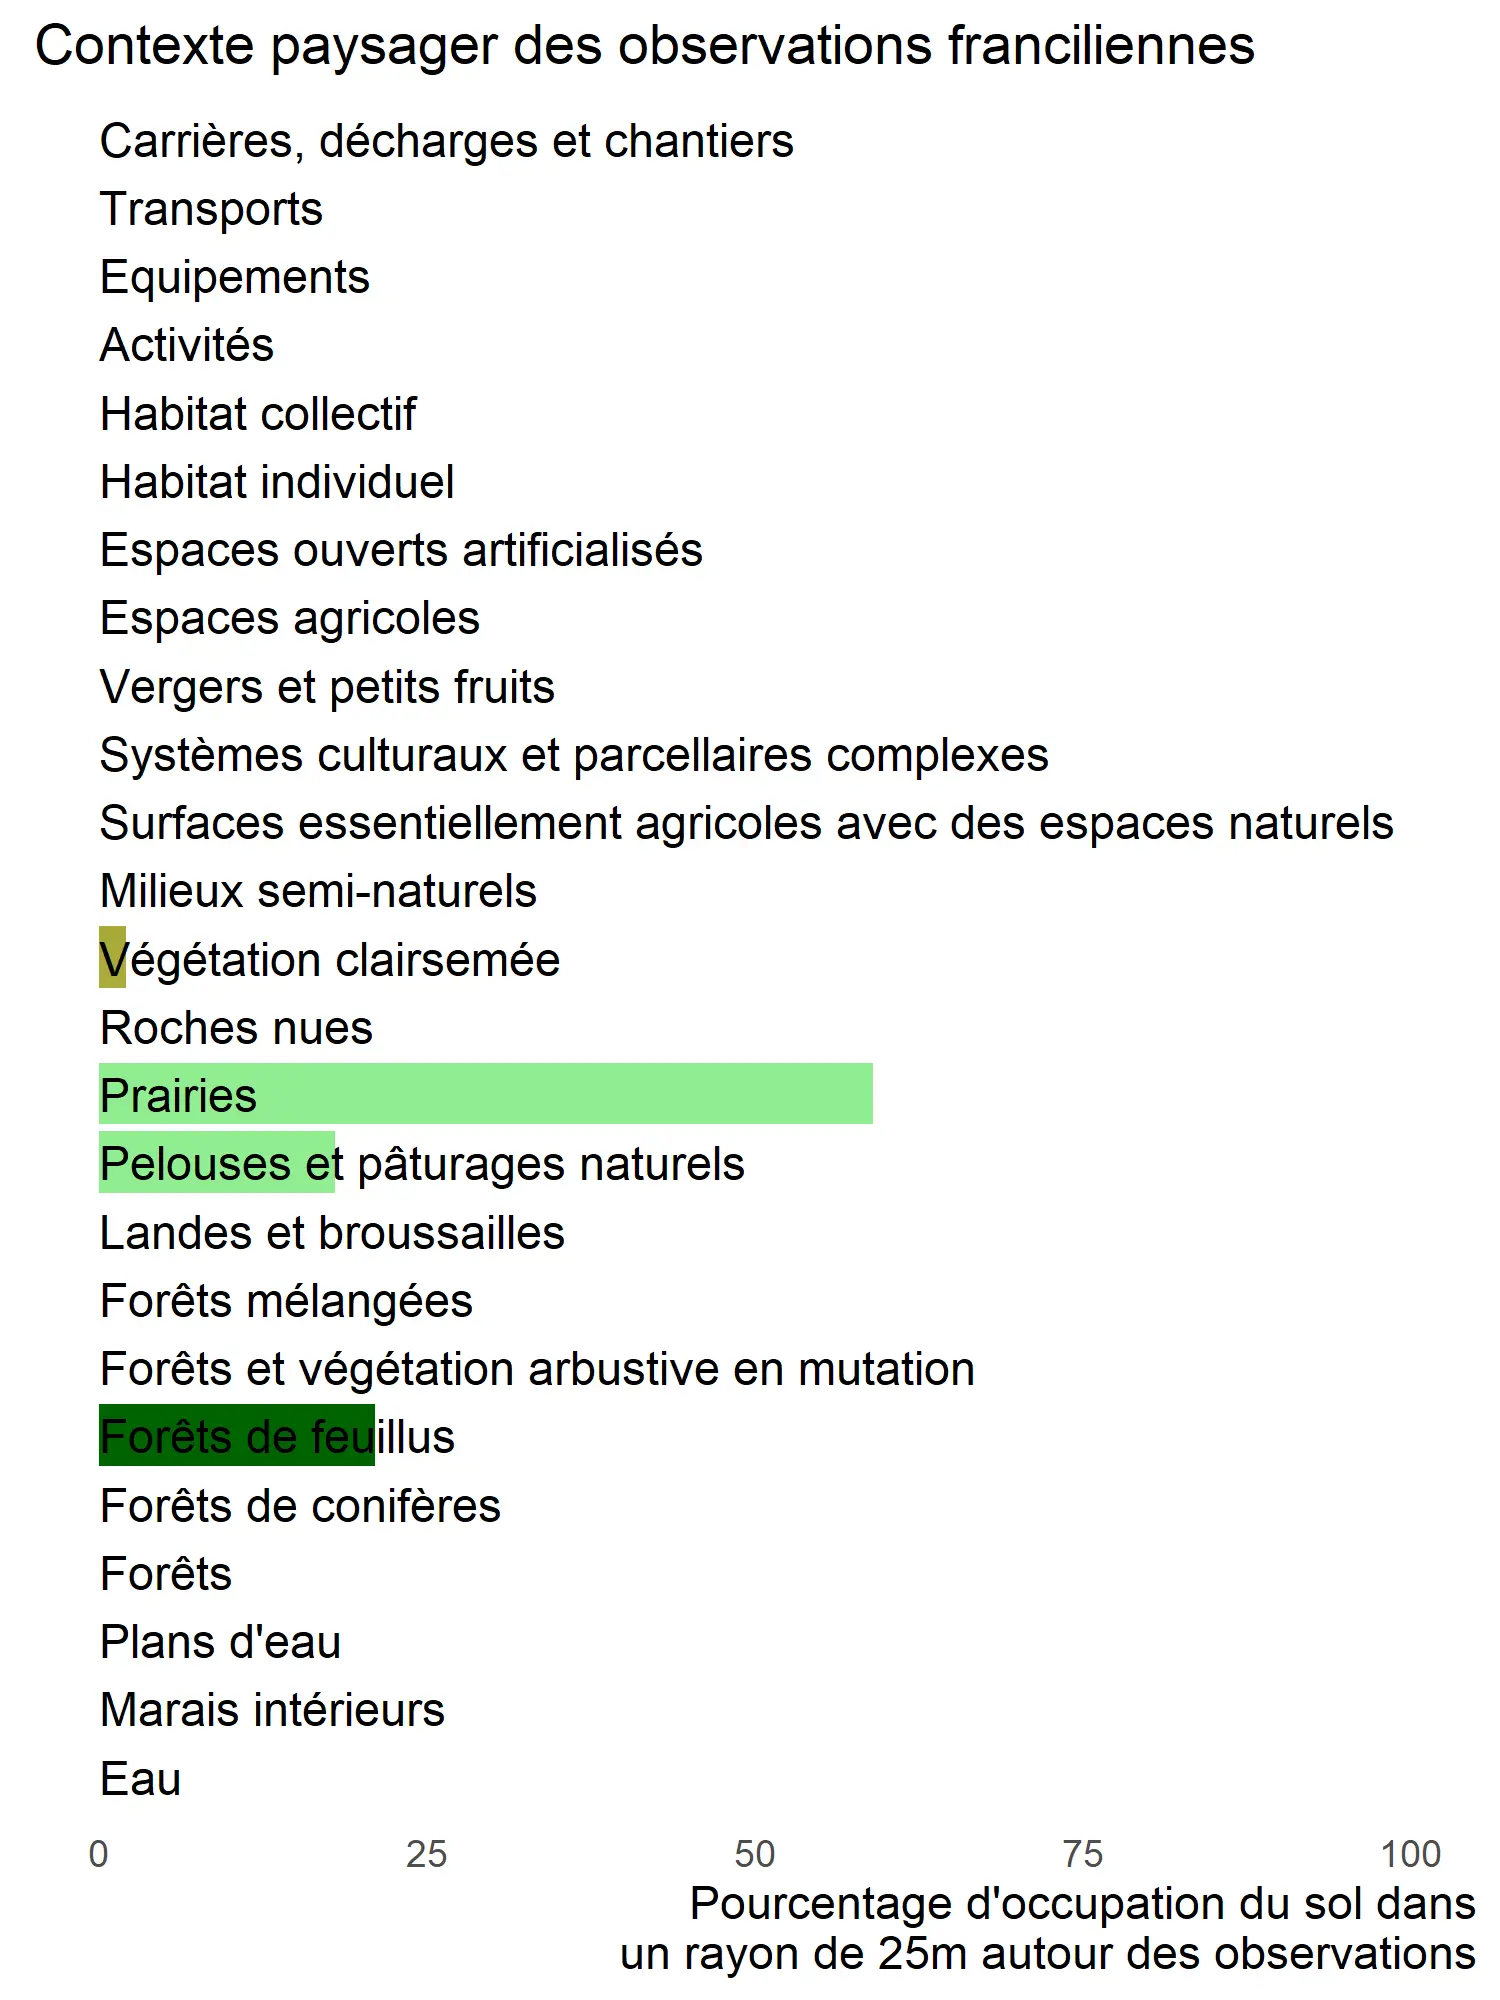 Contexte paysager des observations franciliennes
Carrières, décharges et chantiers
Transports
Equipements
Activités
Habitat collectif
Habitat individuel
Espaces ouverts artificialisés
Espaces agricoles
Vergers et petits fruits
Systèmes culturaux et parcellaires complexes
Surfaces essentiellement agricoles avec des espaces naturels
Milieux semi-naturels
Végétation clairsemée
Roches nues
Prairies
Pelouses et pâturages naturels
Landes et broussailles
Forêts mélangées
Forêts et végétation arbustive en mutation
Forêts de feuillus
Forêts de conifères
Forêts
Plans d'eau
Marais intérieurs
Eau
0 25 50 75 100
Pourcentage d'occupation du sol dans
un rayon de 25m autour des observations